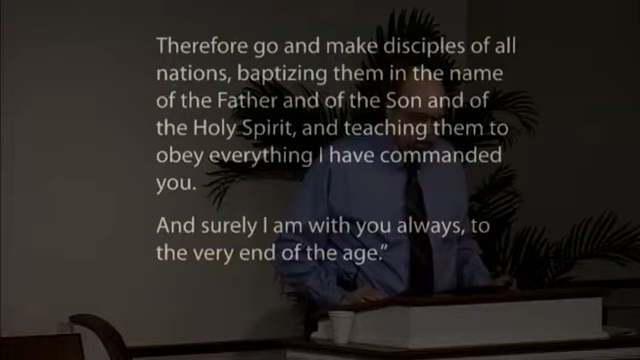 Therefore go and make disciples of all
nations, baptizing them in the name
of the Father and of the Son and of
the Holy Spirit, and teaching them to
obey everything I have commanded
you.
And surely I am with you always, to
the very end of the age.”